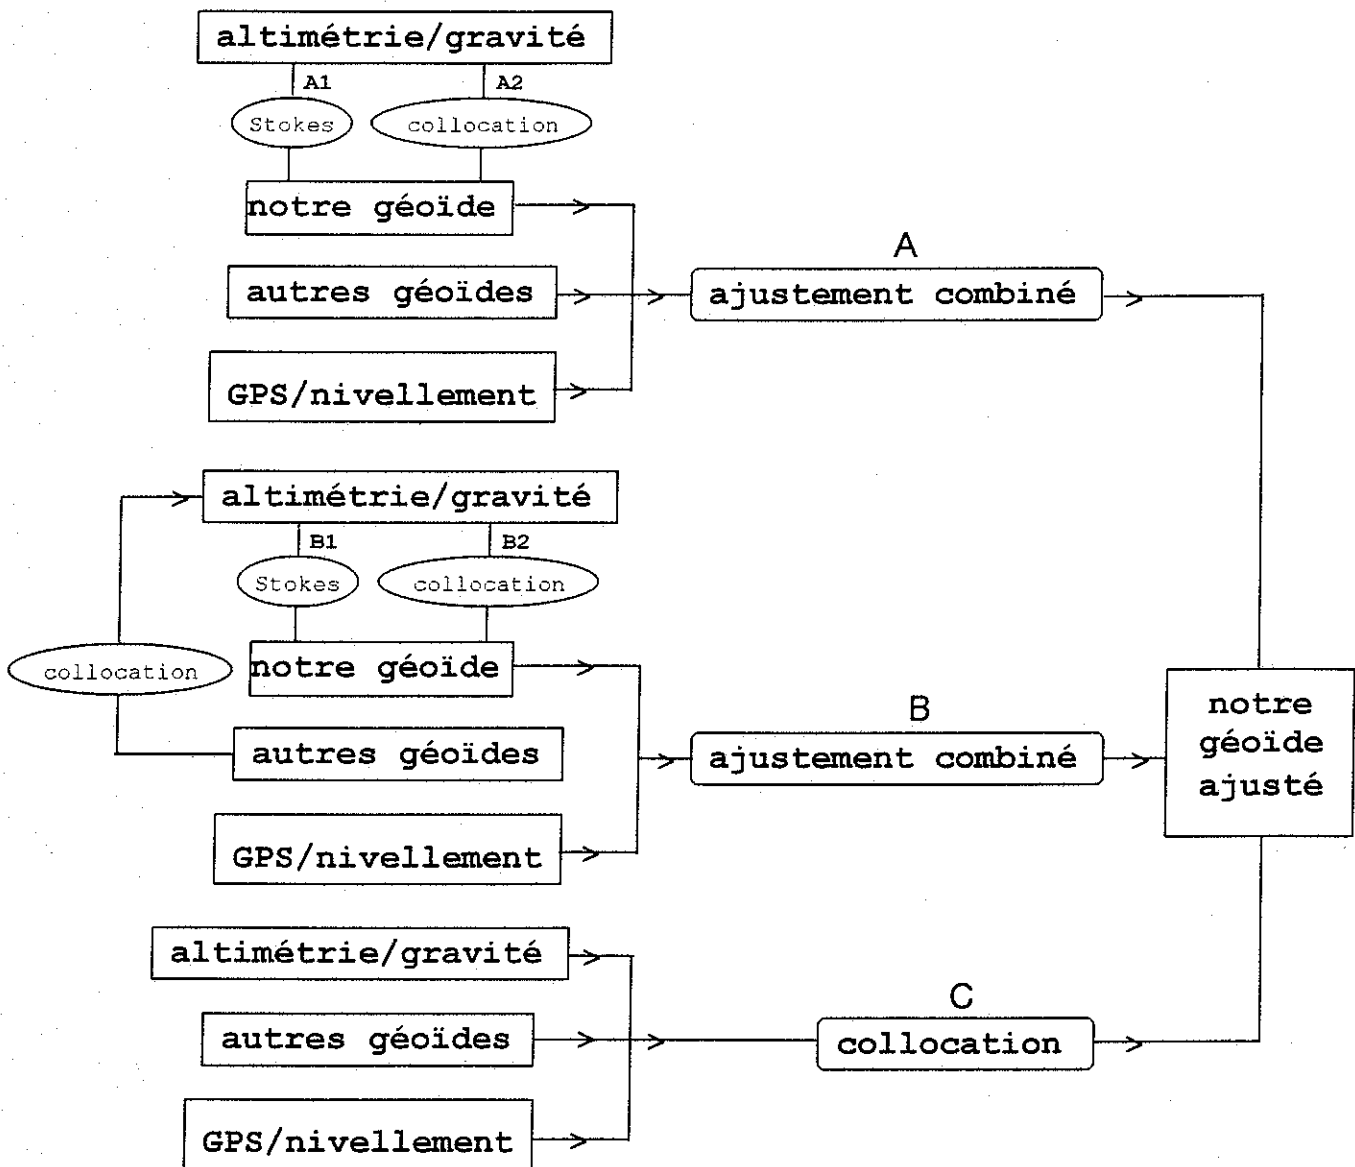 altimétrie/gravité
A1 A2
Stokes collocation
notre géoïde
A
autres géoïdes ajustement combiné
GPS/nivellement
altimétrie/gravité
B1 B2
Stokes collocation
collocation notre géoïde
B
autres géoïdes ajustement combiné
GPS/nivellement
notre
géoïde
ajusté
altimétrie/gravité
C
autres géoïdes collocation
GPS/nivellement